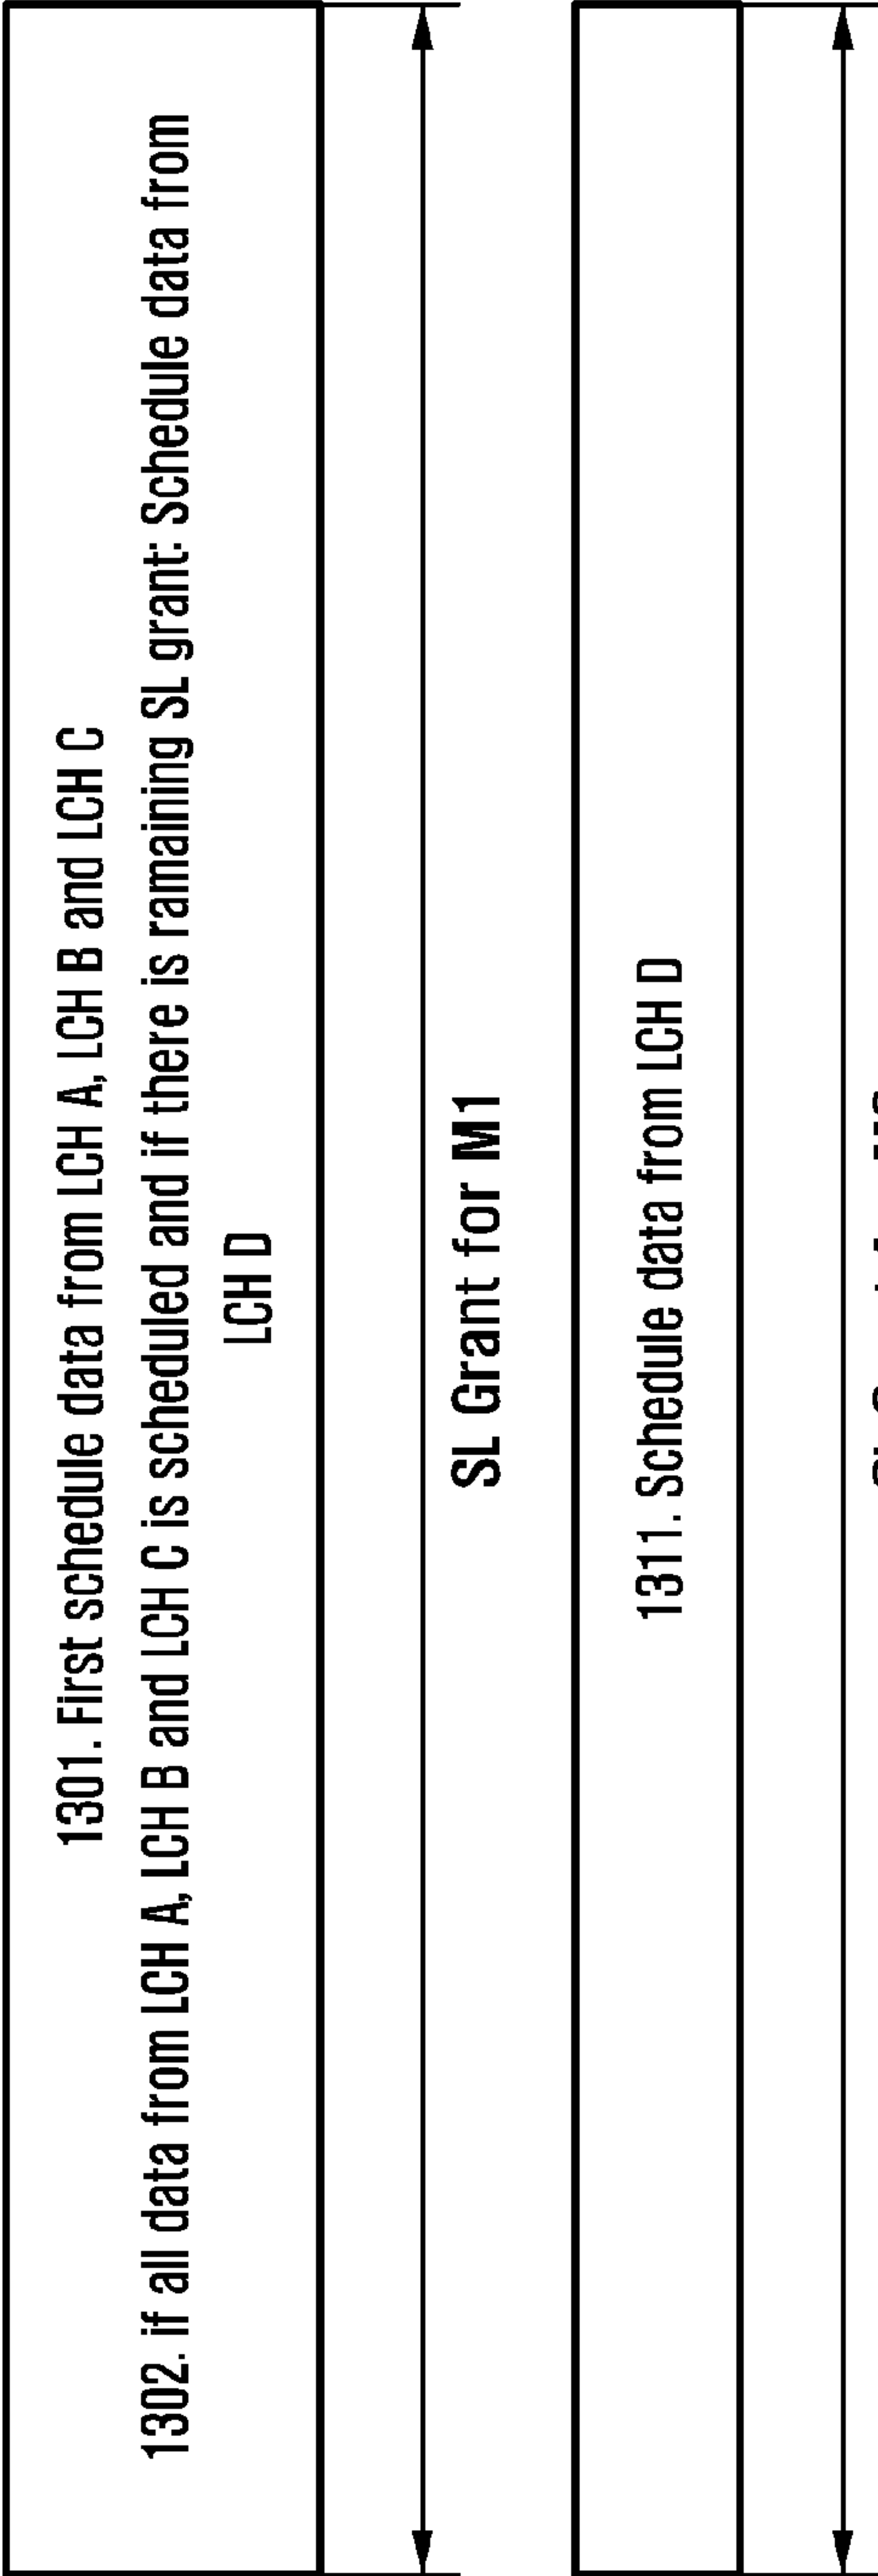 1301. First schedule data from LCH A, LCH B and LCH C
1302. if all data from LCH A, LCH B and LCH C is scheduled and if there is ramaining SL grant: Schedule data from
LCH D
SL Grant for M1
1311. Schedule data from LCH D